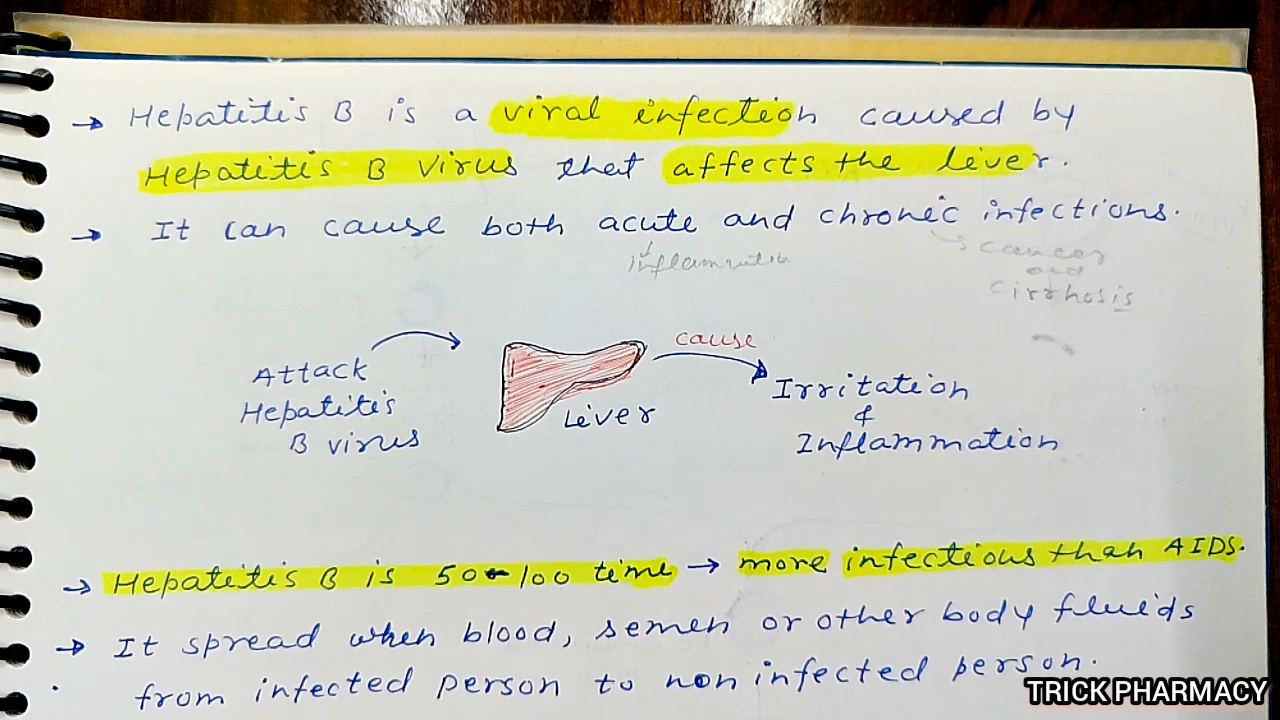 → Hepatitis B is a viral infection caused by
Hepatitis B virus that affects the liver.
→ It can cause both acute and chronic infections.
inflammation
cancer
and
cirrhosis
cause
Attack
Hepatitis
B virus
Liver
Irritation
&
Inflammation
→ Hepatitis B is 50-100 time → more infectious than AIDS.
→ It spread when blood, semen or other body fluids
from infected person to non infected person.
TRICK PHARMACY